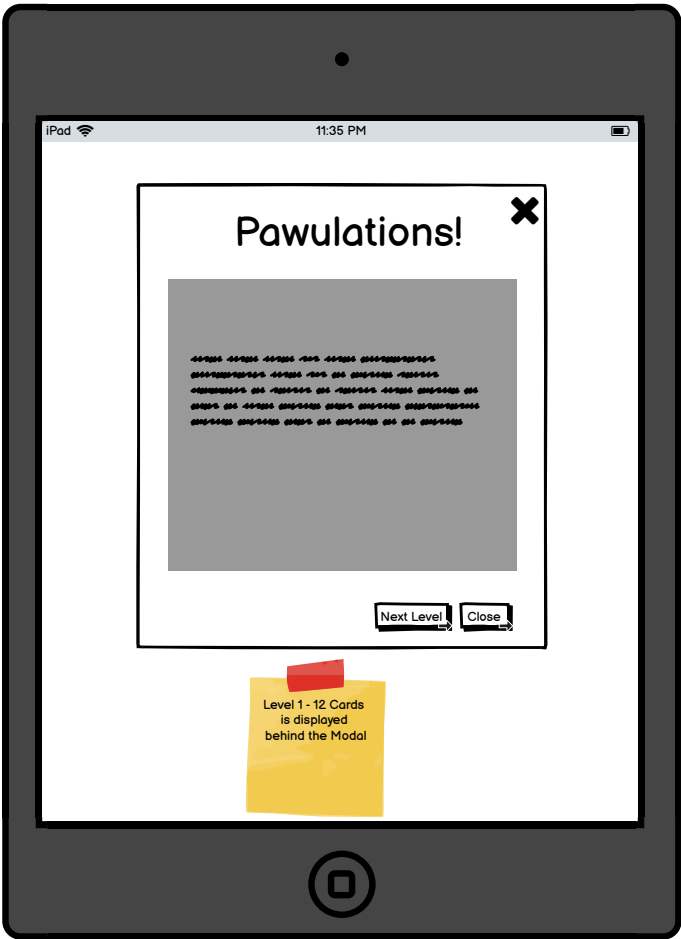 iPad 11:35 PM
Pawulations!
Next Level Close
Level 1 - 12 Cards
is displayed
behind the Modal